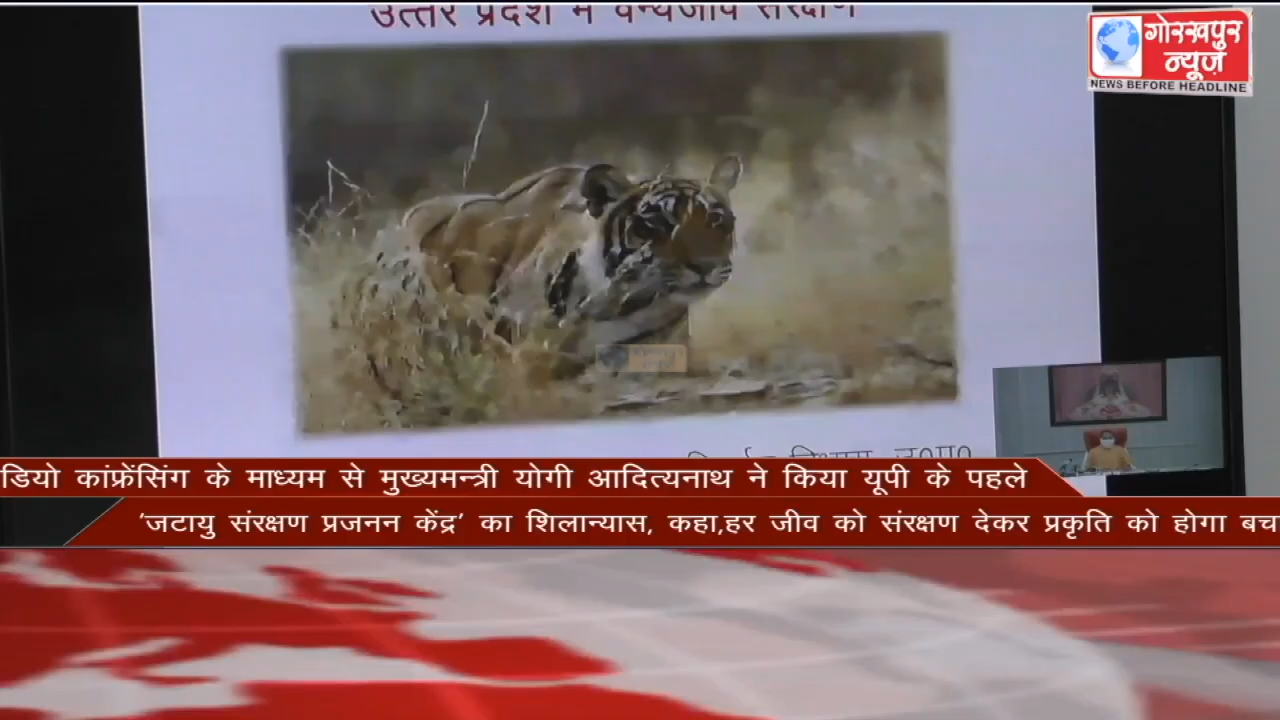 उत्तर प्रदेश में वन्यजीव संरक्षण
गोरखपुर
न्यूज़
NEWS BEFORE HEADLINE
डियो कांफ्रेंसिंग के माध्यम से मुख्यमन्त्री योगी आदित्यनाथ ने किया यूपी के पहले
'जटायु संरक्षण प्रजनन केंद्र' का शिलान्यास, कहा,हर जीव को संरक्षण देकर प्रकृति को होगा बचा